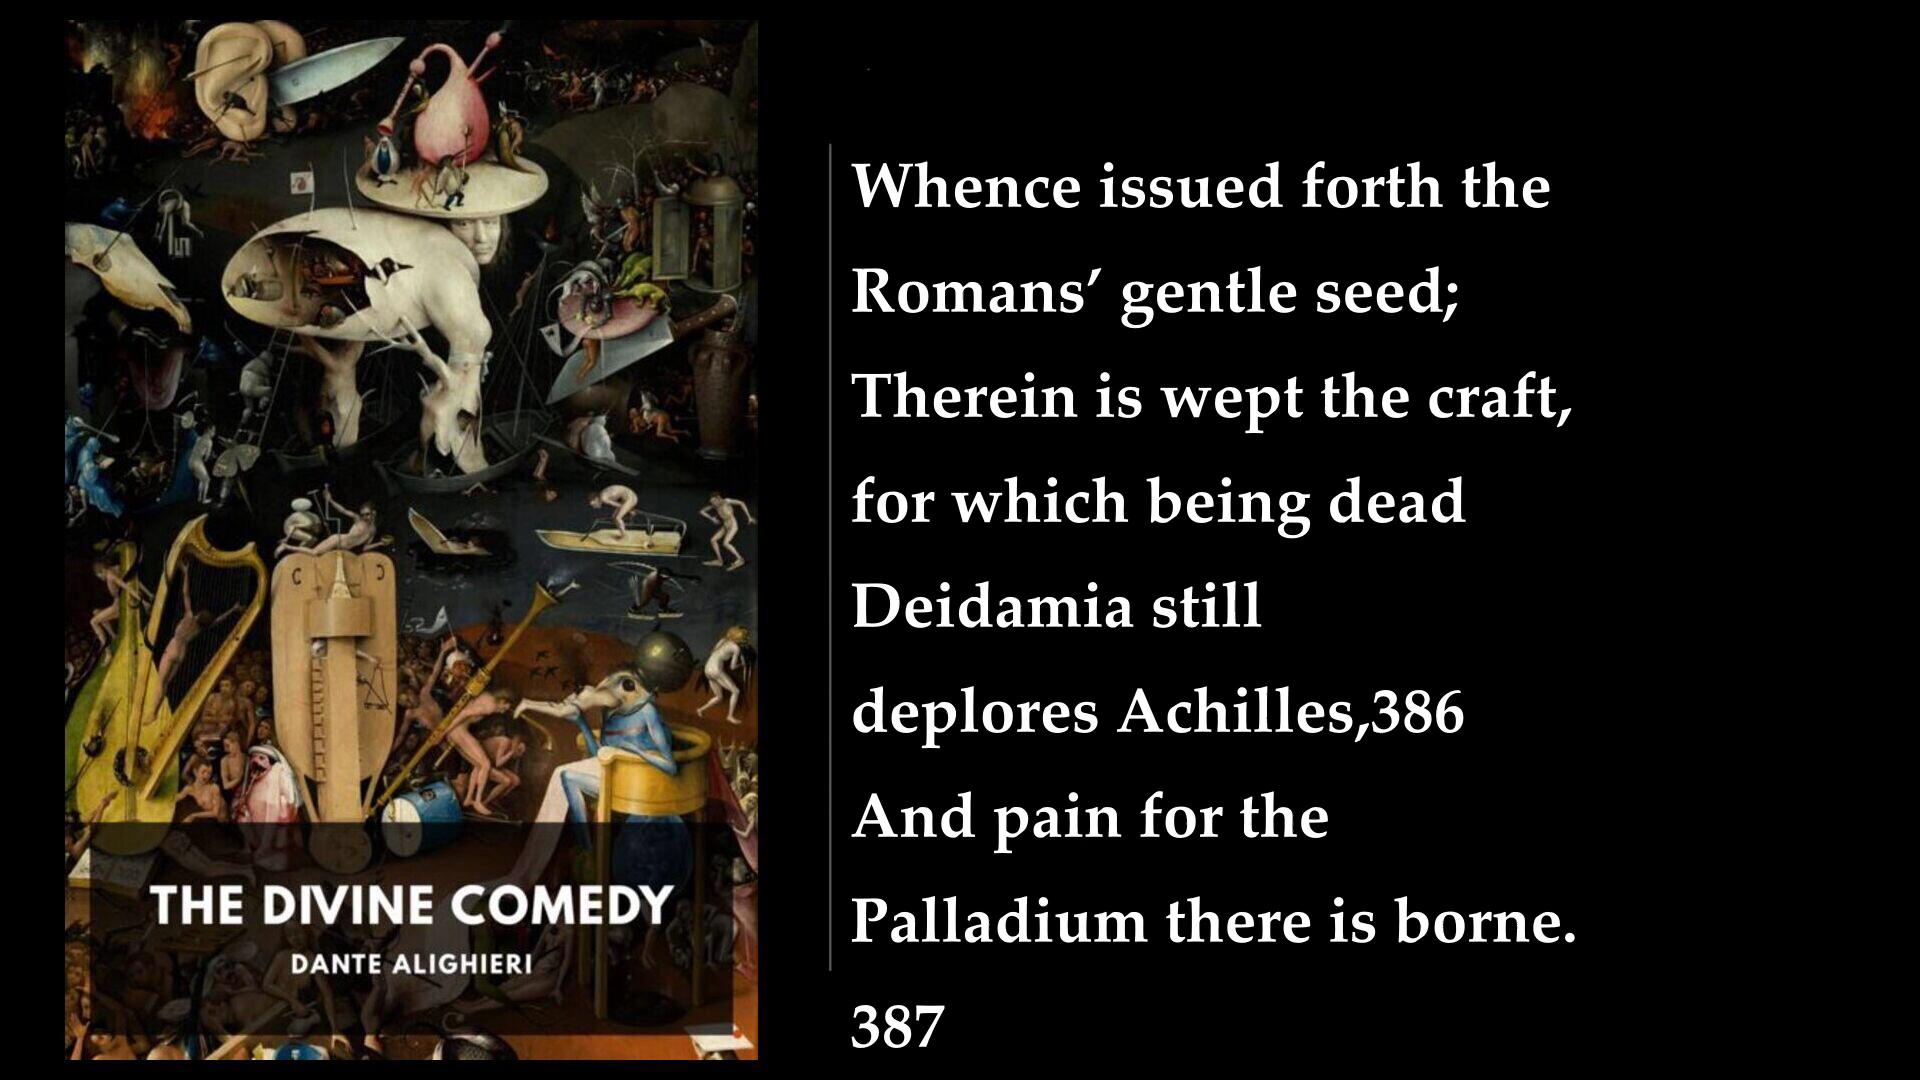 THE DIVINE COMEDY
DANTE ALIGHIERI
Whence issued forth the
Romans’ gentle seed;
Therein is wept the craft,
for which being dead
Deidamia still
deplores Achilles,386
And pain for the
Palladium there is borne.
387